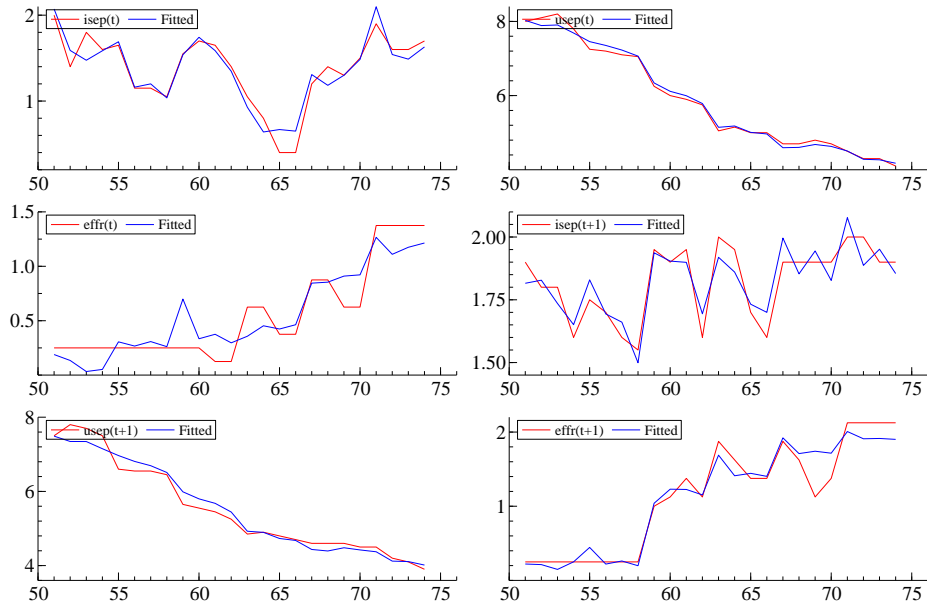 2
1
isep(t) Fitted
50 55 60 65 70 75
8
6
usep(t) Fitted
50 55 60 65 70 75
1.5
1.0
0.5
effr(t) Fitted
50 55 60 65 70 75
2.00
1.75
1.50
isep(t+1) Fitted
50 55 60 65 70 75
8
6
4
usep(t+1) Fitted
50 55 60 65 70 75
2
1
effr(t+1) Fitted
50 55 60 65 70 75